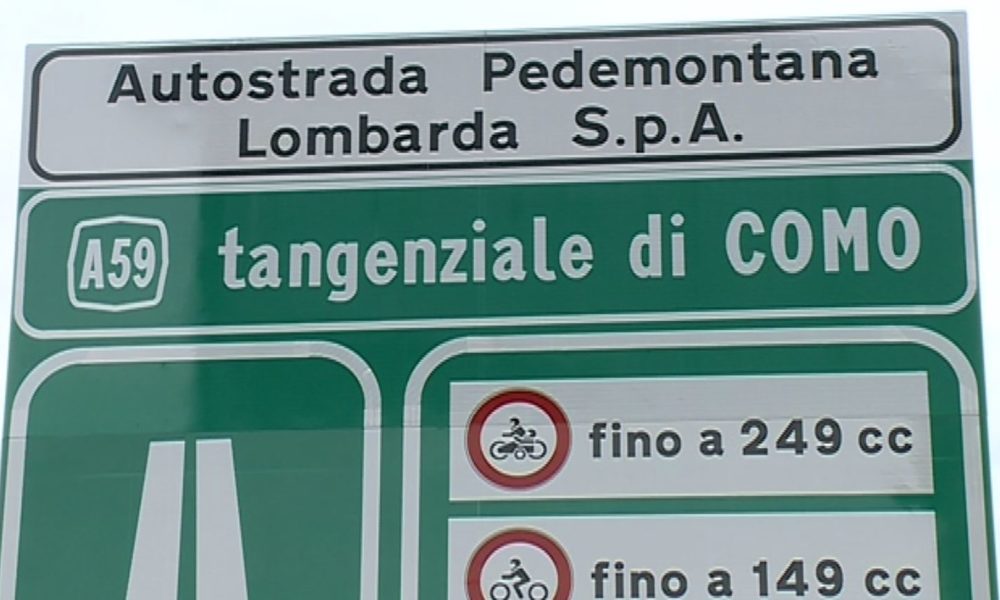 Autostrada Pedemontana
Lombarda S.p.A.
A59 tangenziale di COMO
fino a 249 cc
fino a 149 cc